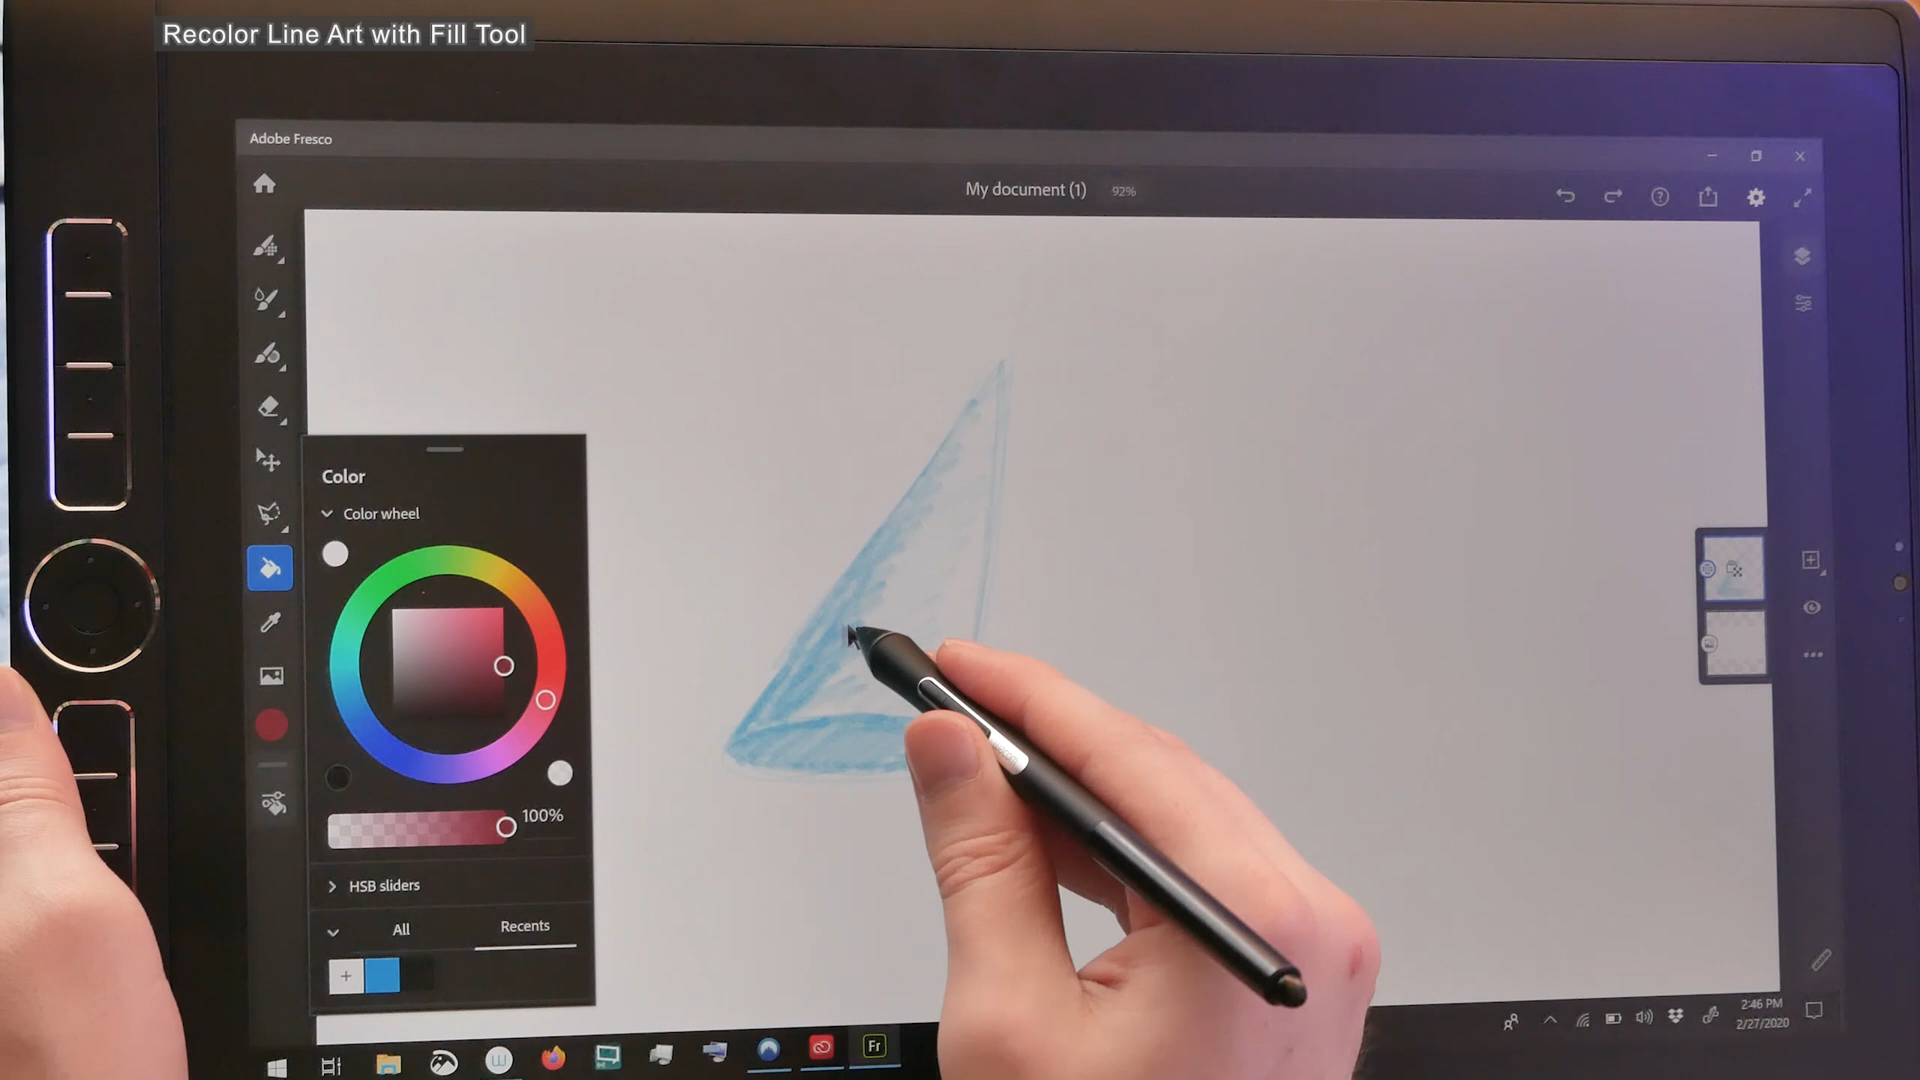 Recolor Line Art with Fill Tool
Adobe Fresco
My document (1) 92%
Color
Color wheel
100%
HSB sliders
All Recents
2:46 PM
2/27/2020
Fr